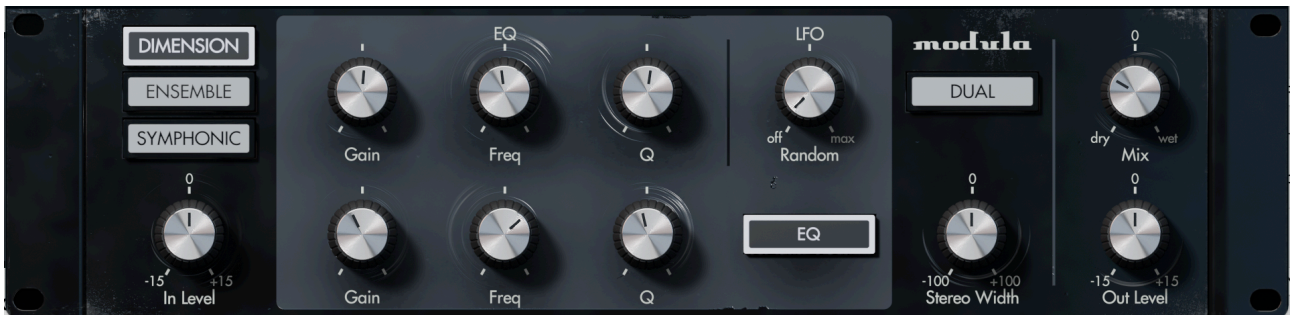 DIMENSION
ENSEMBLE
SYMPHONIC
0
-15 +15
In Level
EQ
Gain Freq Q
Gain Freq Q
LFO
off max
Random
EQ
modula
DUAL
0
-100 +100
Stereo Width
0
dry wet
Mix
0
-15 +15
Out Level